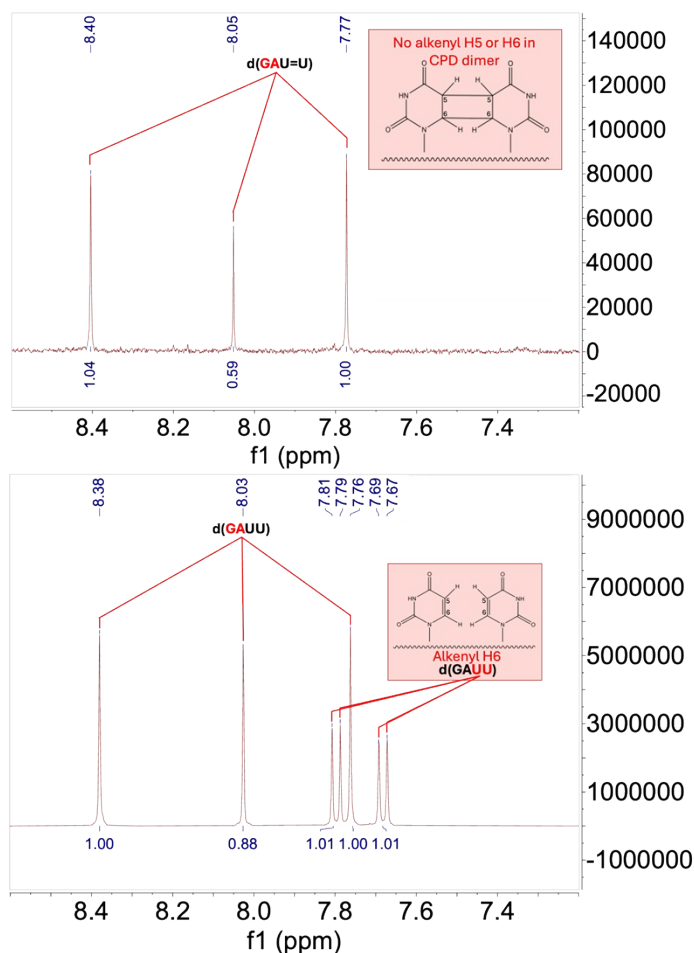 8.40
8.05
7.77
d(GAU=U)
No alkenyl H5 or H6 in
CPD dimer
O
H
H
O
HN
5
5
NH
6
6
O
N
H
H
N
O
140000
120000
100000
80000
60000
40000
20000
0
-20000
1.04
0.59
1.00
8.4
8.2
8.0
7.8
7.6
7.4
f1 (ppm)
8.38
8.03
7.81
7.79
7.76
7.69
7.67
d(GAUU)
O
H
H
O
HN
5
5
NH
6
6
O
N
H
H
N
O
Alkenyl H6
d(GAUU)
9000000
7000000
5000000
3000000
1000000
-1000000
1.00
0.88
1.01
1.00
1.01
8.4
8.2
8.0
7.8
7.6
7.4
f1 (ppm)